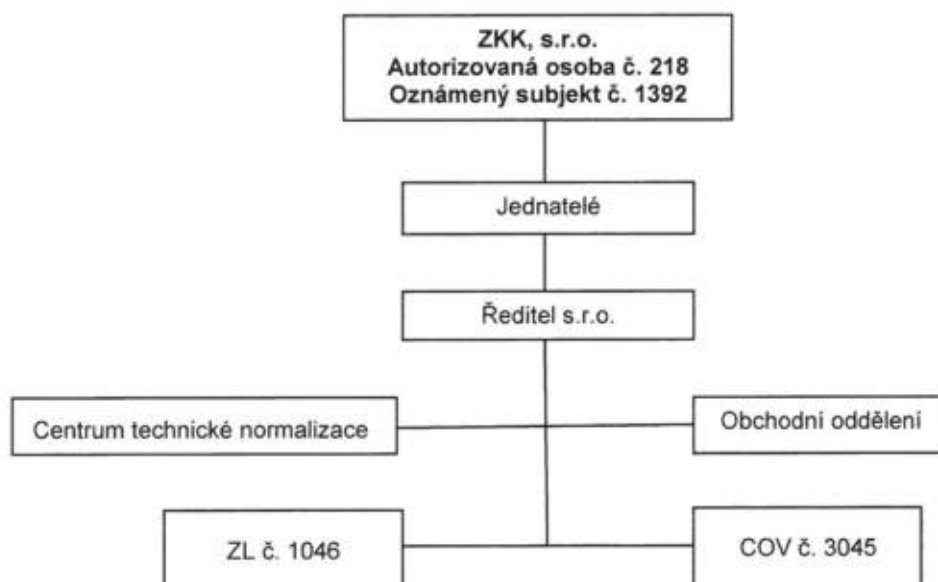 ZKK, s.r.o.
Autorizovaná osoba č. 218
Oznámený subjekt č. 1392
Jednatelé
Ředitel s.r.o.
Centrum technické normalizace
Obchodní oddělení
ZL č. 1046
COV č. 3045